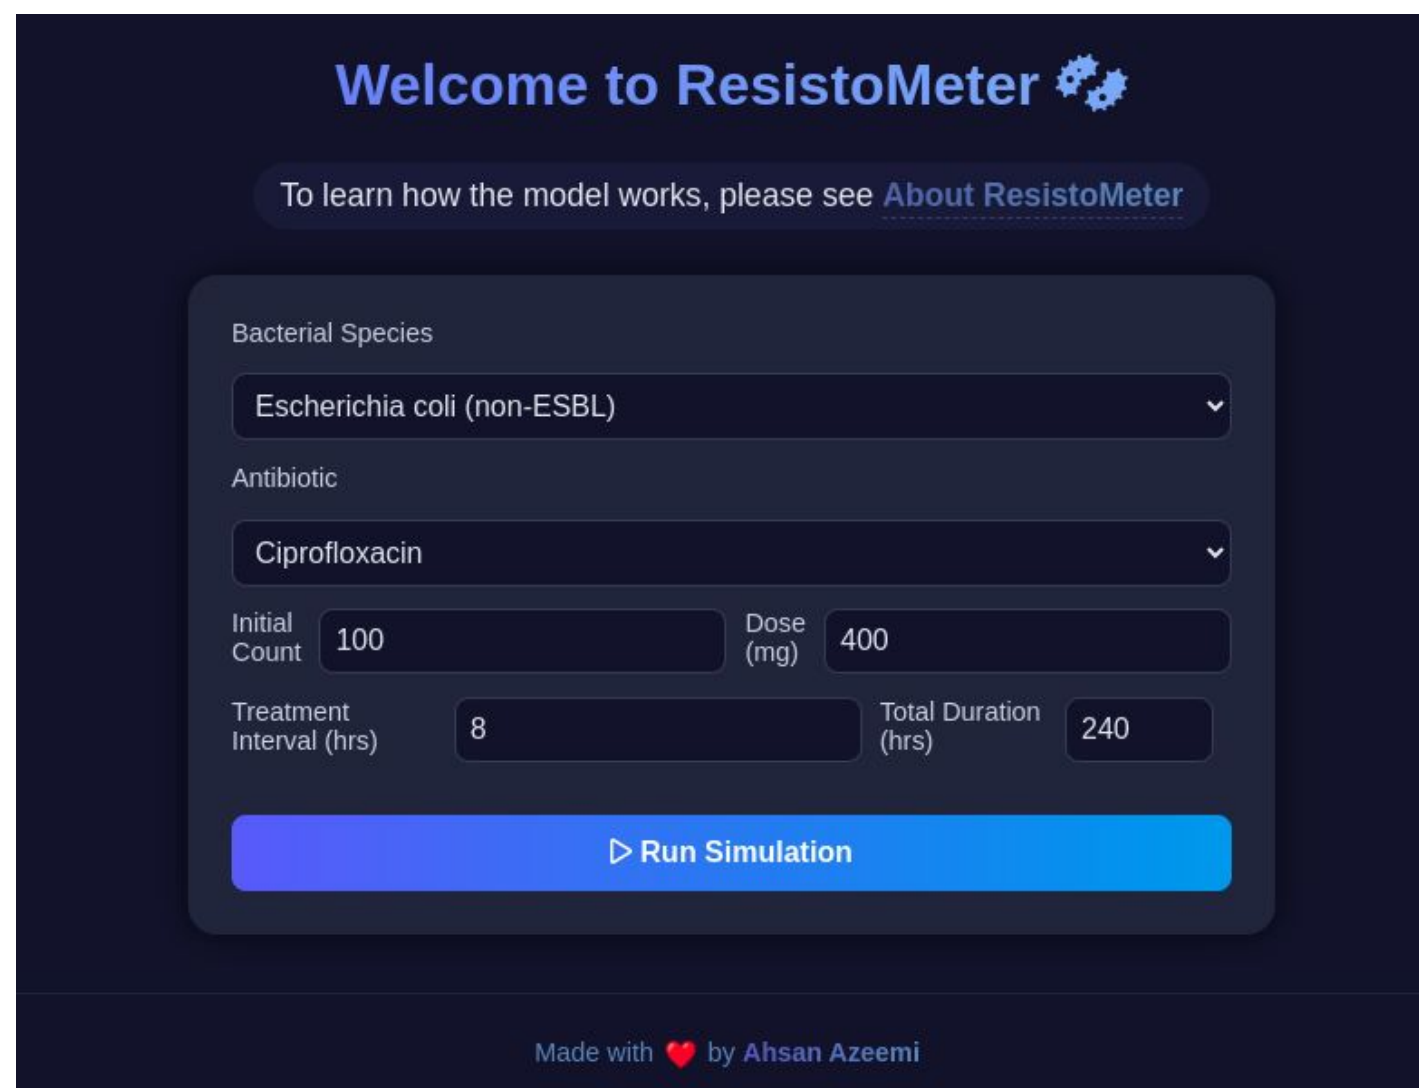 Welcome to ResistoMeter
To learn how the model works, please see About ResistoMeter
Bacterial Species
Escherichia coli (non-ESBL)
Antibiotic
Ciprofloxacin
Initial Count 100 Dose (mg) 400
Treatment Interval (hrs) 8 Total Duration (hrs) 240
Run Simulation
Made with ❤️ by Ahsan Azeemi